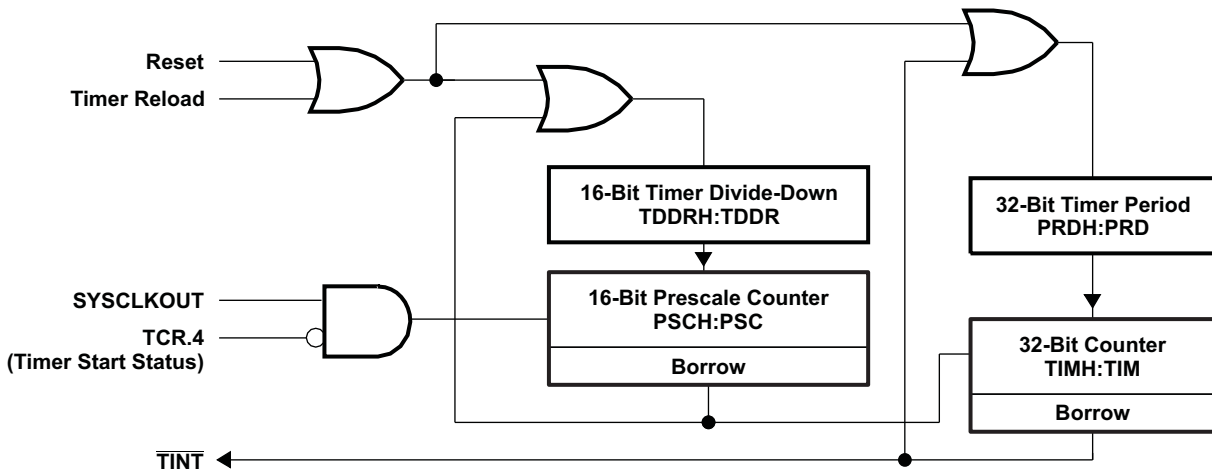 Reset
Timer Reload
16-Bit Timer Divide-Down
TDDRH:TDDR
32-Bit Timer Period
PRDH:PRD
SYSCLKOUT
TCR.4
(Timer Start Status)
16-Bit Prescale Counter
PSCH:PSC
Borrow
32-Bit Counter
TIMH:TIM
Borrow
TINT